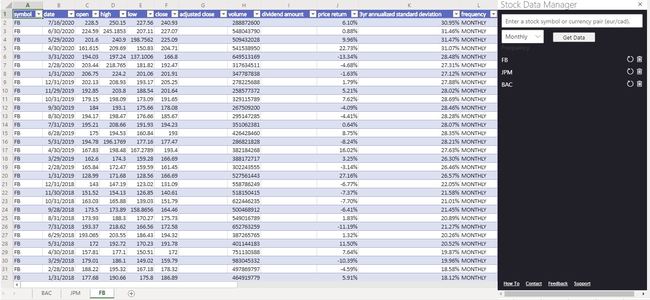 A B C D E F G H I J K L
1 symbol date open high low close adjusted close volume dividend amount price return 3yr annualized standard deviation frequency
2 FB 7/16/2020 228.5 250.15 227.56 240.93 288872600 6.10% 30.95% MONTHLY
3 FB 6/30/2020 224.59 245.1853 207.11 227.07 548043790 0.88% 31.46% MONTHLY
4 FB 5/29/2020 201.6 240.9 198.7562 225.09 509432028 9.96% 31.47% MONTHLY
5 FB 4/30/2020 161.615 209.69 150.83 204.71 541538950 22.73% 31.07% MONTHLY
6 FB 3/31/2020 194.03 197.24 137.1006 166.8 649513169 -13.34% 28.02% MONTHLY
7 FB 2/28/2020 203.44 218.765 181.82 192.47 317634511 -4.68% 27.31% MONTHLY
8 FB 1/31/2020 206.75 224.2 201.06 201.91 347787838 -1.63% 27.12% MONTHLY
9 FB 12/31/2019 202.13 208.93 193.17 205.25 278225688 1.79% 27.88% MONTHLY
10 FB 11/29/2019 192.85 203.8 188.54 201.64 258577372 5.21% 28.02% MONTHLY
11 FB 10/31/2019 179.15 198.09 173.09 191.65 329115789 7.62% 28.69% MONTHLY
12 FB 9/30/2019 184 193.1 175.66 178.08 267509200 -4.09% 28.46% MONTHLY
13 FB 8/30/2019 194.17 198.47 176.66 185.67 295147285 -4.41% 28.28% MONTHLY
14 FB 7/31/2019 195.21 208.66 191.93 194.23 351062381 0.64% 28.07% MONTHLY
15 FB 6/28/2019 175 194.53 160.84 193 426428460 8.75% 28.35% MONTHLY
16 FB 5/31/2019 194.78 196.1769 177.16 177.47 286821828 -8.24% 28.21% MONTHLY
17 FB 4/30/2019 167.83 198.48 167.2789 193.4 382184268 16.02% 27.63% MONTHLY
18 FB 3/29/2019 162.6 174.3 159.28 166.69 388172717 3.25% 26.30% MONTHLY
19 FB 2/28/2019 165.84 172.47 159.59 161.45 302243555 -3.14% 26.46% MONTHLY
20 FB 1/31/2019 128.99 171.68 128.56 166.69 527561443 27.16% 26.57% MONTHLY
21 FB 12/31/2018 143 147.19 123.02 131.09 558786249 -6.77% 22.05% MONTHLY
22 FB 11/30/2018 151.52 154.13 126.85 140.61 518150415 -7.37% 21.58% MONTHLY
23 FB 10/31/2018 163.03 165.88 139.03 151.79 622446235 -7.70% 21.01% MONTHLY
24 FB 9/28/2018 173.5 173.89 158.8656 164.46 500468912 -6.41% 21.45% MONTHLY
25 FB 8/31/2018 173.93 188.3 170.27 175.73 549016789 1.83% 20.89% MONTHLY
26 FB 7/31/2018 193.37 218.62 166.56 172.58 652763259 -11.19% 21.27% MONTHLY
27 FB 6/29/2018 193.065 203.55 186.43 194.32 387265765 1.32% 20.26% MONTHLY
28 FB 5/31/2018 172 192.72 170.23 191.78 401144183 11.50% 20.52% MONTHLY
29 FB 4/30/2018 157.81 177.1 150.51 172 751130388 7.64% 19.87% MONTHLY
30 FB 3/29/2018 179.01 186.1 149.02 159.79 983045332 -10.39% 19.96% MONTHLY
31 FB 2/28/2018 188.22 195.32 167.18 178.32 497869797 -4.59% 18.58% MONTHLY
32 FB 1/31/2018 177.68 190.66 175.8 186.89 464919779 5.91% 18.12% MONTHLY
BAC JPM FB
Stock Data Manager
Enter a stock symbol or currency pair (eur/cad).
Monthly Get Data
Frequency
FB
JPM
BAC
How To Contact Feedback Support